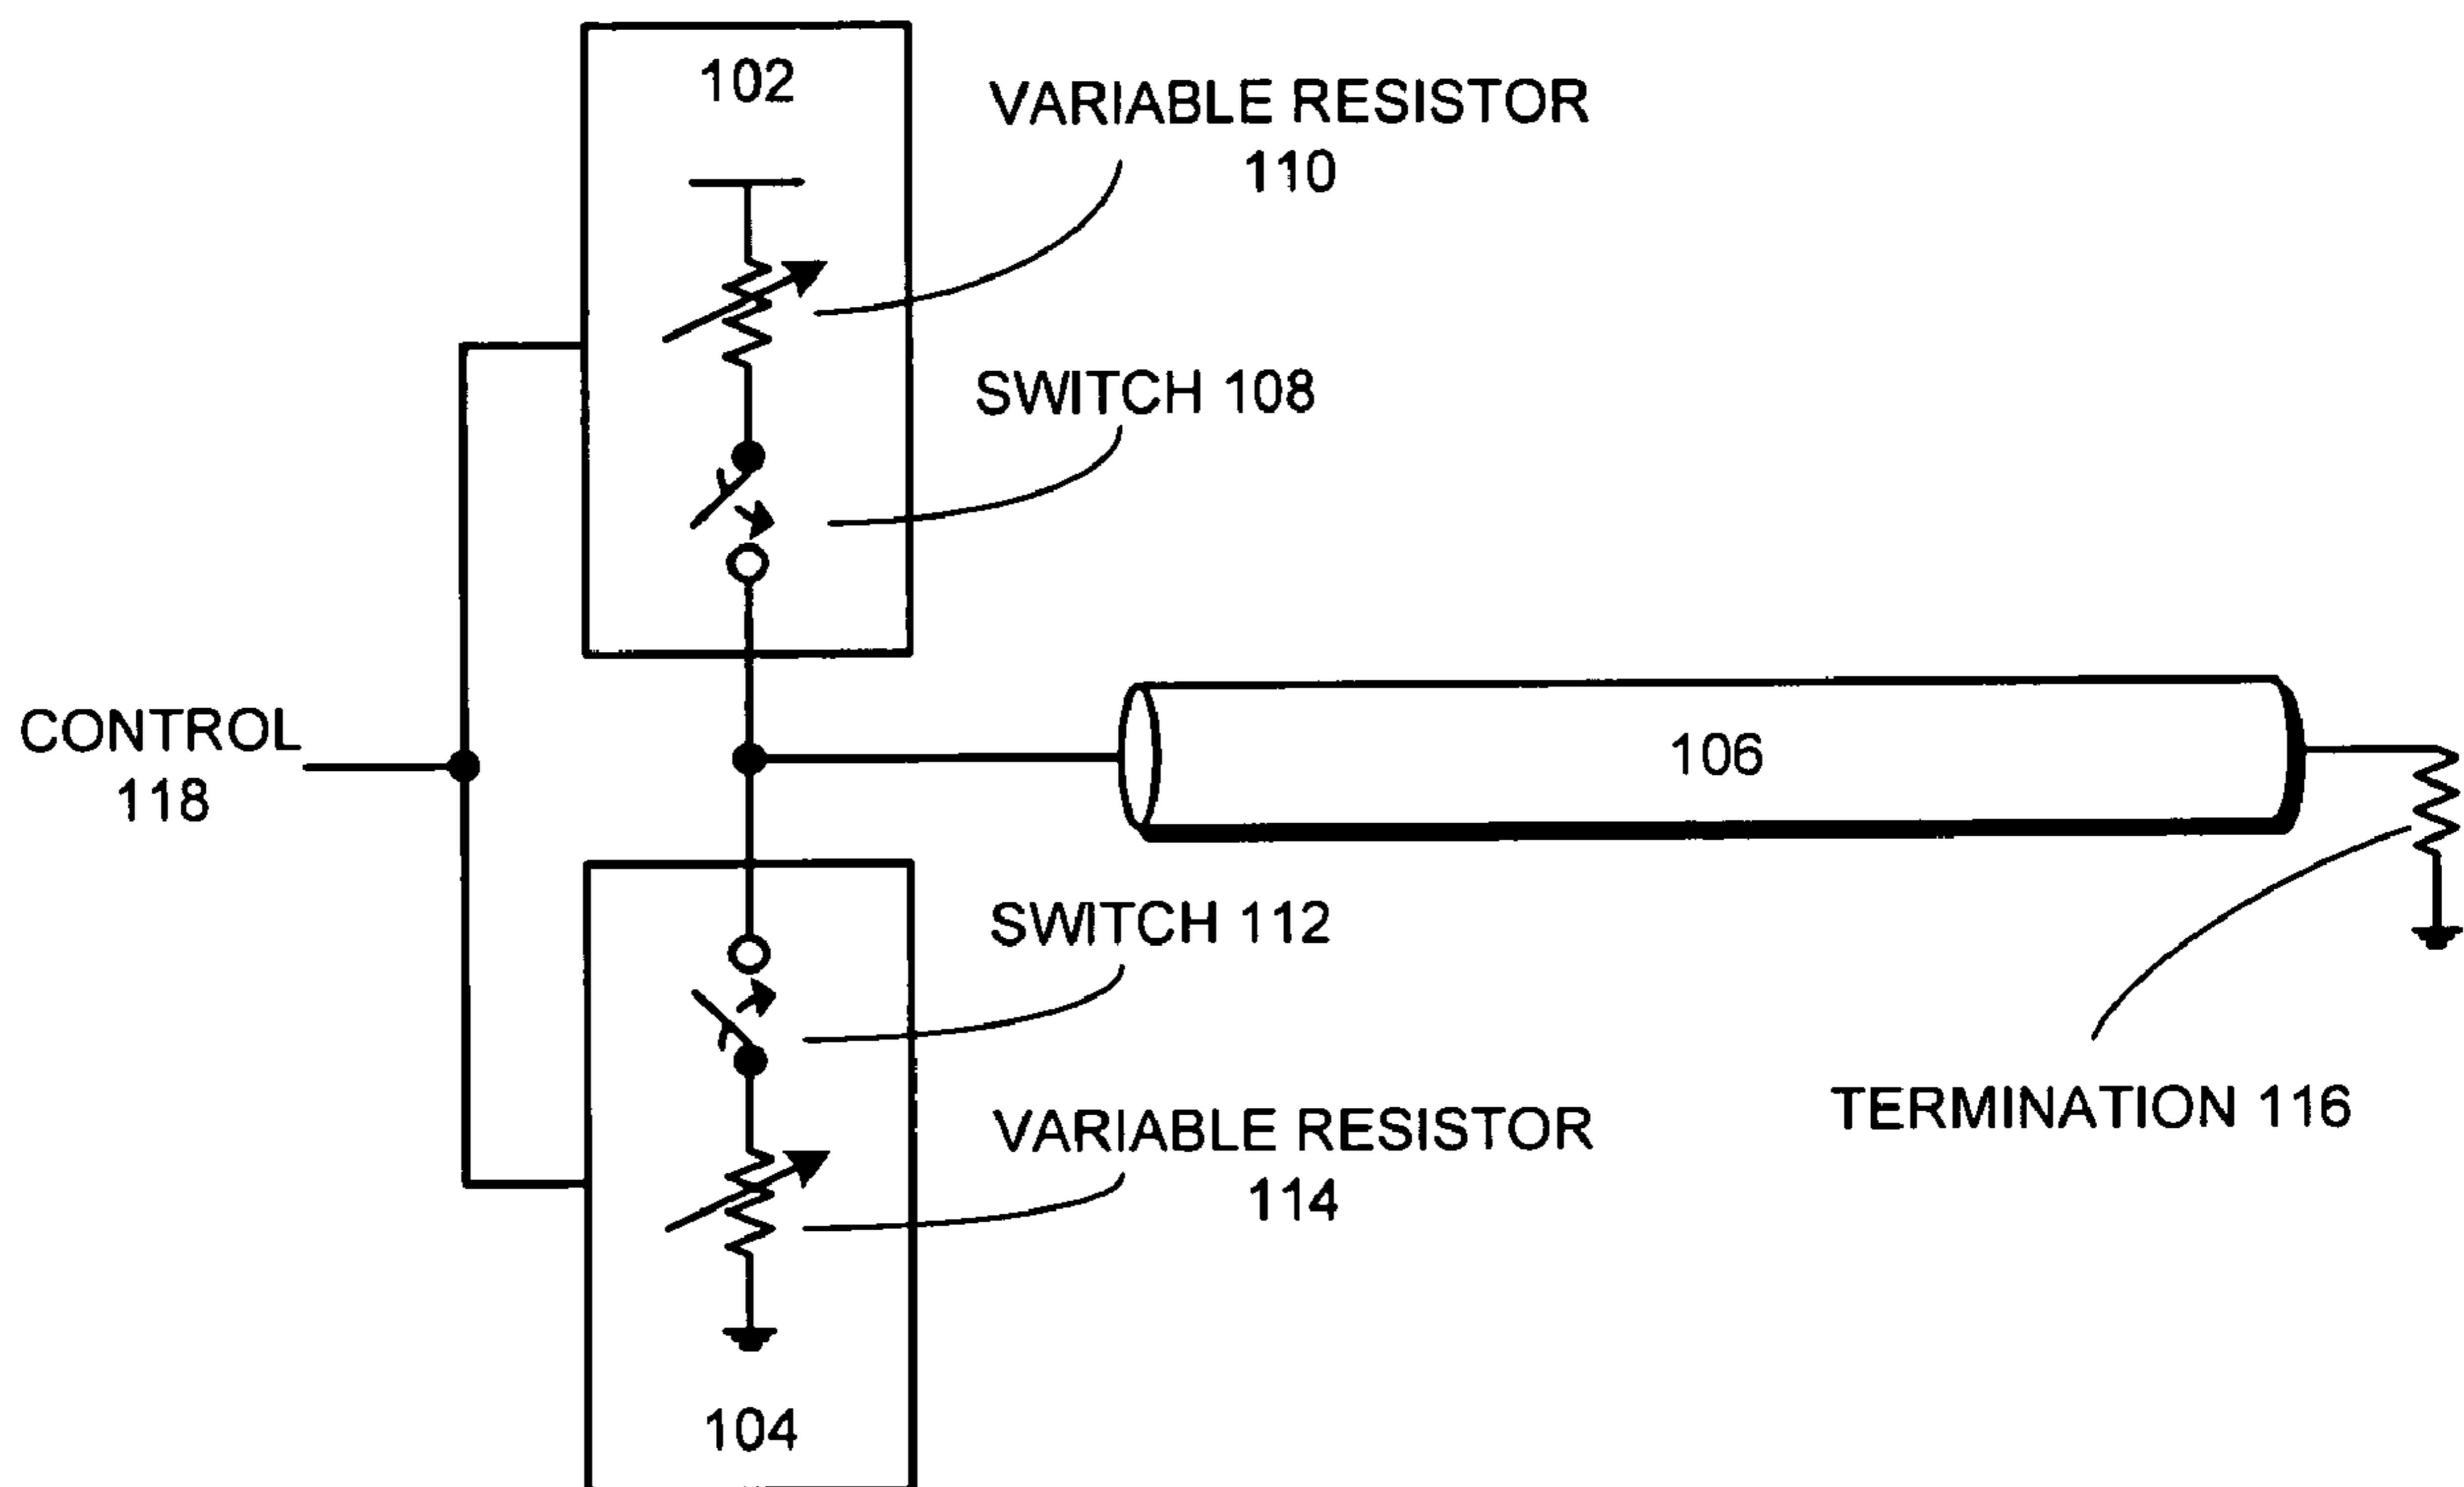 102
VARIABLE RESISTOR
110
SWITCH 108
CONTROL
118
106
SWITCH 112
TERMINATION 116
VARIABLE RESISTOR
114
104